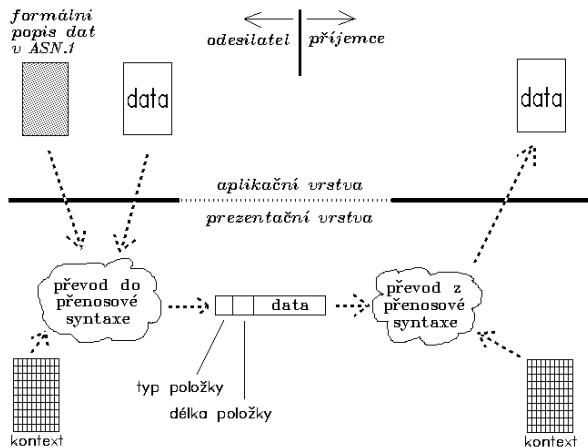 formální
popis dat
v ASN.1
odesilatel
příjemce
data
data
aplikační vrstva
prezentační vrstva
převod do
přenosové
syntaxe
data
převod z
přenosové
syntaxe
typ položky
délka položky
kontext
kontext